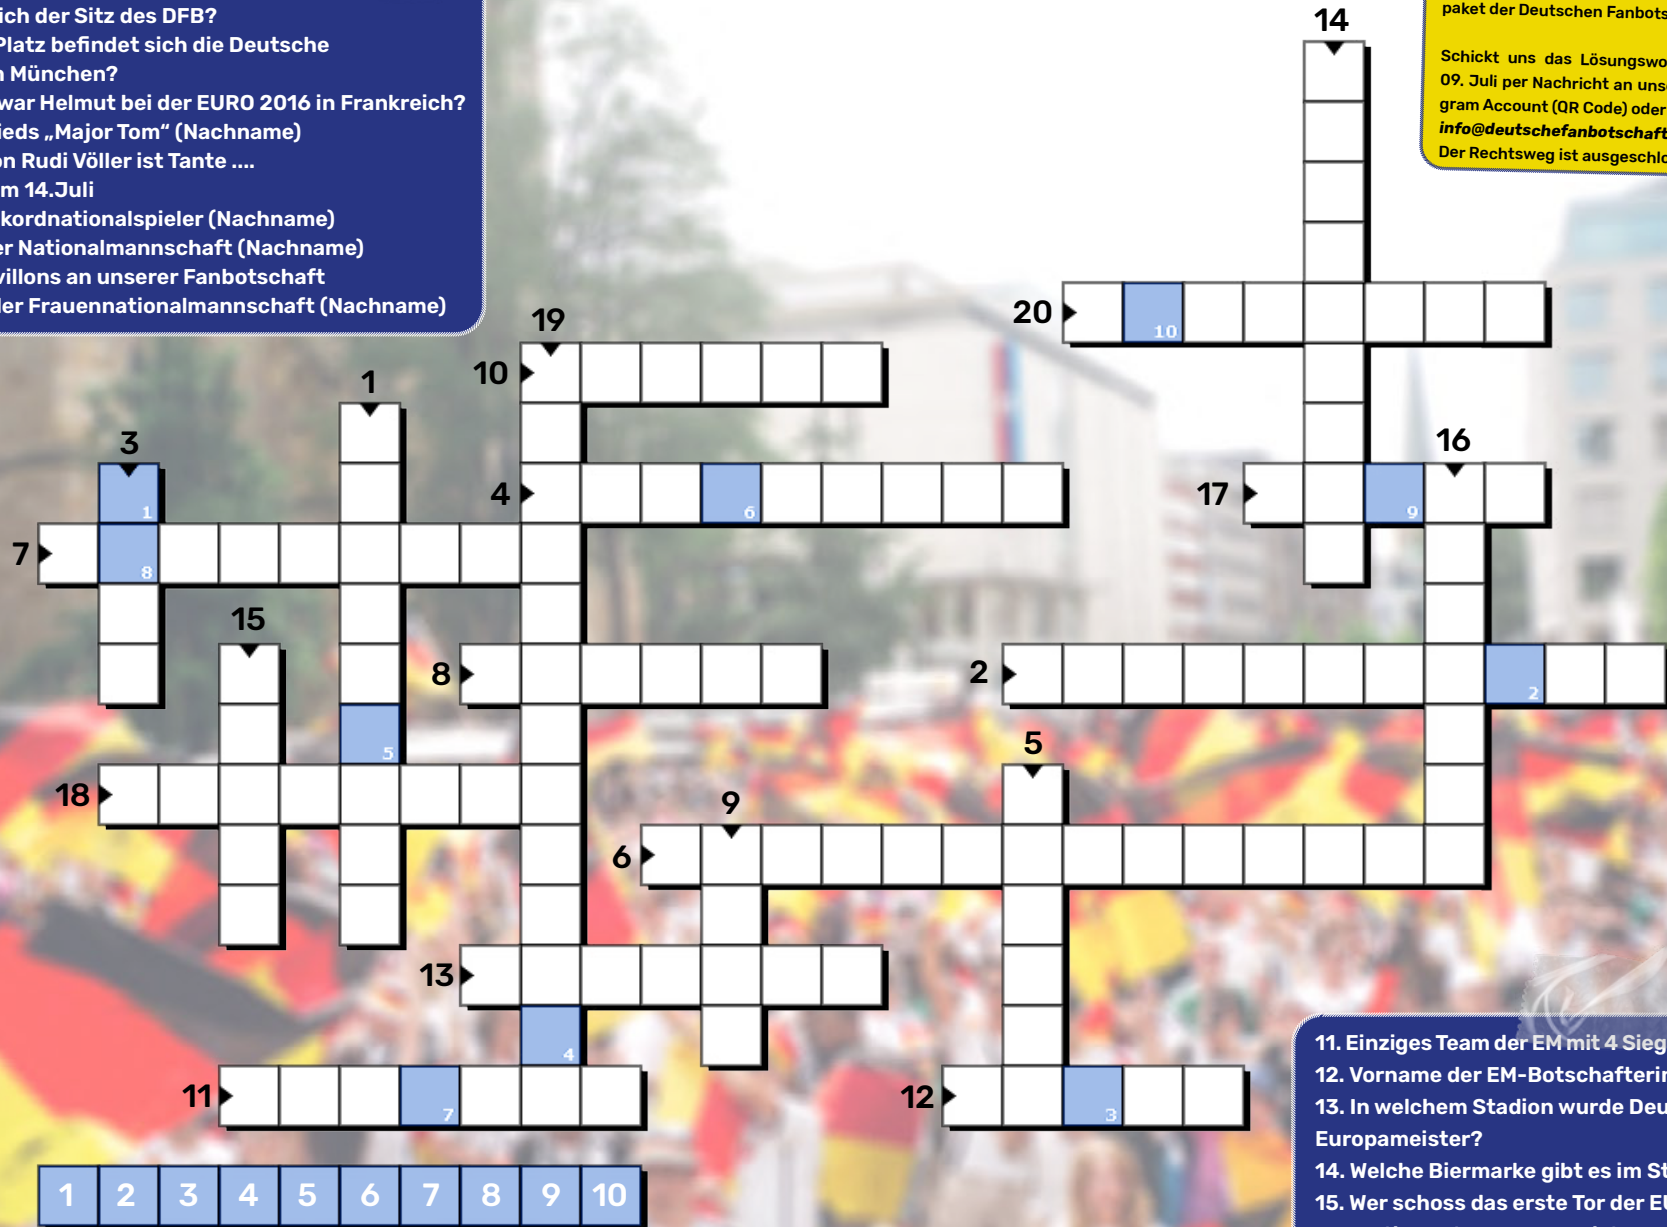 ich der Sitz des DFB?
Platz befindet sich die Deutsche
München?
war Helmut bei der EURO 2016 in Frankreich?
ieds „Major Tom“ (Nachname)
on Rudi Völler ist Tante ....
m 14.Juli
kordnationalspieler (Nachname)
er Nationalmannschaft (Nachname)
villons an unserer Fanbotschaft
ler Frauennationalmannschaft (Nachname)
paket der Deutschen Fanbots
Schickt uns das Lösungswo
09. Juli per Nachricht an uns
gram Account (QR Code) oder
info@deutschefanbotschaft
Der Rechtsweg ist ausgeschlo
14
20
10
19
10
1
3
16
4
6
17
9
1
7
8
15
8
2
2
5
5
18
9
6
13
4
11
7
12
3
1 2 3 4 5 6 7 8 9 10
11. Einziges Team der EM mit 4 Sieg
12. Vorname der EM-Botschafterin
13. In welchem Stadion wurde Deu
Europameister?
14. Welche Biermarke gibt es im St
15. Wer schoss das erste Tor der EU